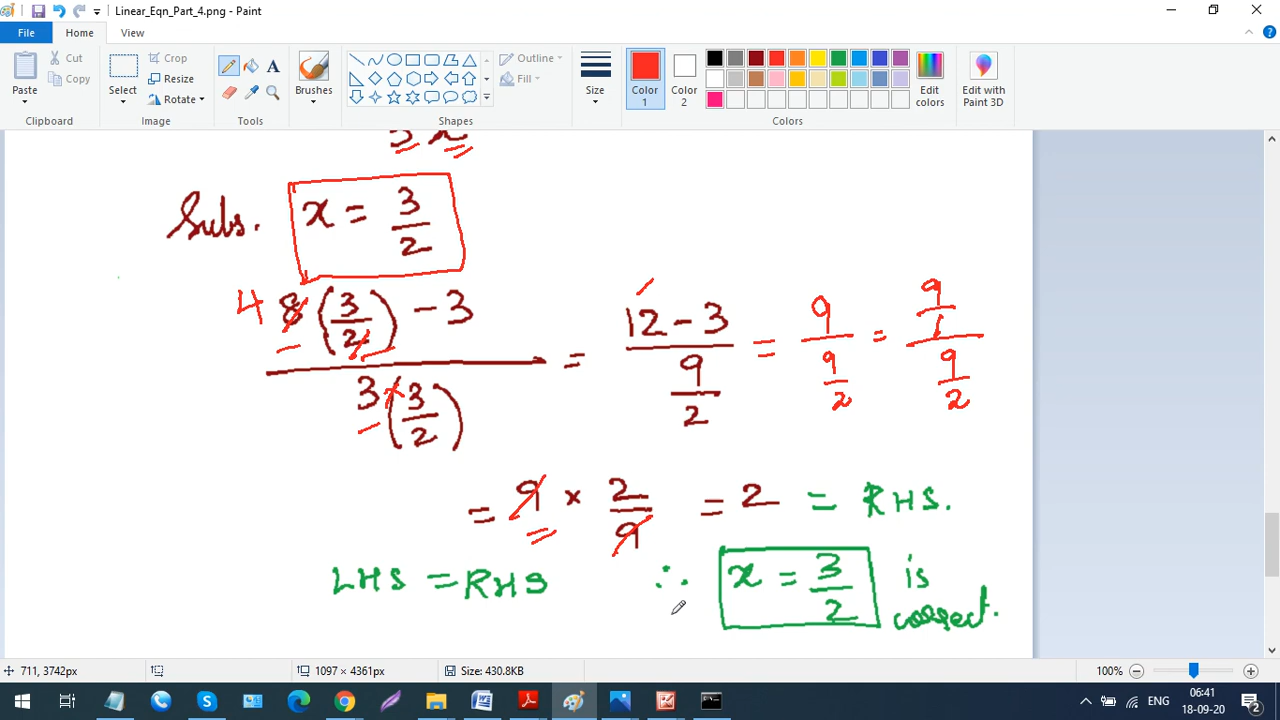 Linear_Eqn_Part_4.png - Paint
File Home View
Paste Cut Copy Clipboard
Select Crop Resize Rotate Image
Tools
Brushes
Outline Fill Shapes
Size
Color 1 Color 2 Edit colors Edit with Paint 3D Colors
3x
Subs. x = 3/2
4 8(3/2) - 3 / 3×(3/2) = 12 - 3 / 9/2 = 9 / 9/2 = 9/1 / 9/2
= 9 × 2/9 = 2 = RHS.
LHS = RHS ∴ x = 3/2 is correct.
711, 3742px 1097 × 4361px Size: 430.8KB 100%
ENG 06:41 18-09-20 2